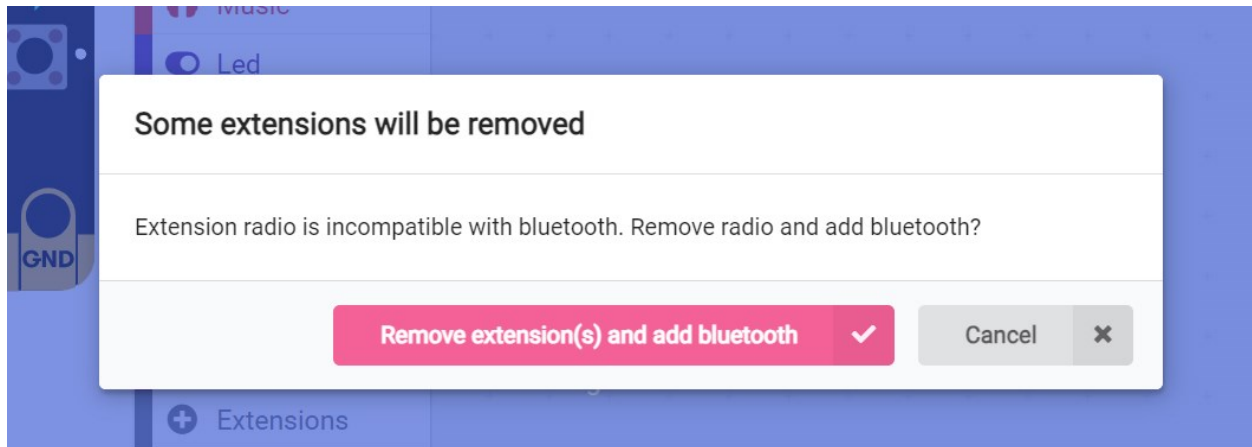 Music
Led
Some extensions will be removed
Extension radio is incompatible with bluetooth. Remove radio and add bluetooth?
GND
Remove extension(s) and add bluetooth
Cancel
Extensions